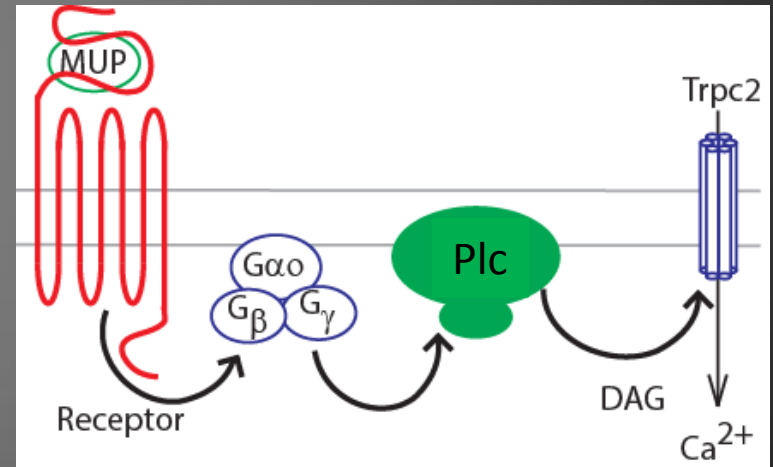 MUP
Trpc2
Gαo
Gβ
Gγ
Plc
Receptor
DAG
Ca2+